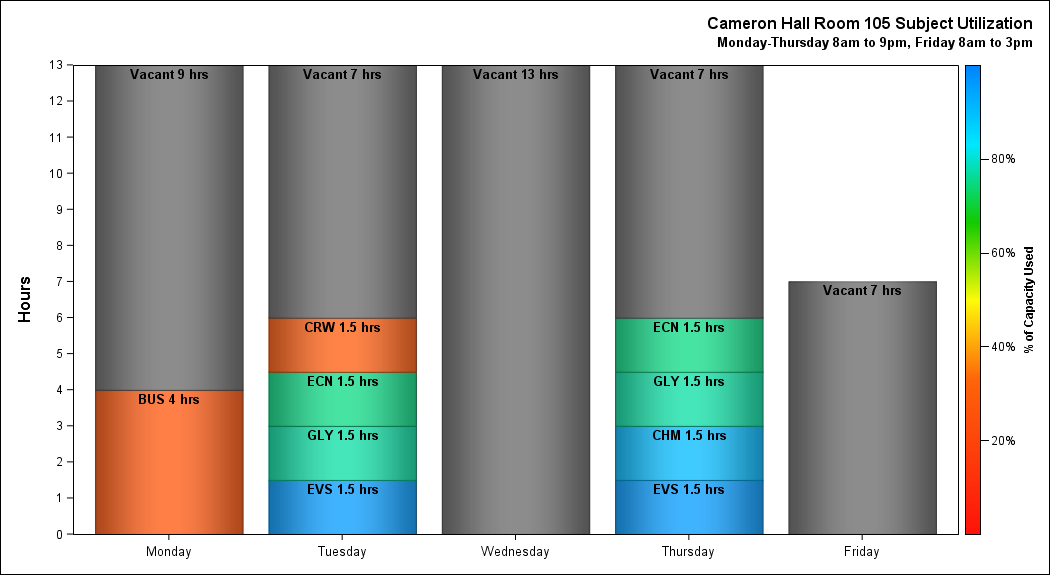 Cameron Hall Room 105 Subject Utilization
Monday-Thursday 8am to 9pm, Friday 8am to 3pm
Hours
13
12
11
10
9
8
7
6
5
4
3
2
1
0
Vacant 9 hrs
BUS 4 hrs
Vacant 7 hrs
CRW 1.5 hrs
ECN 1.5 hrs
GLY 1.5 hrs
EVS 1.5 hrs
Vacant 13 hrs
Vacant 7 hrs
ECN 1.5 hrs
GLY 1.5 hrs
CHM 1.5 hrs
EVS 1.5 hrs
Vacant 7 hrs
Monday
Tuesday
Wednesday
Thursday
Friday
80%
60%
40%
20%
% of Capacity Used